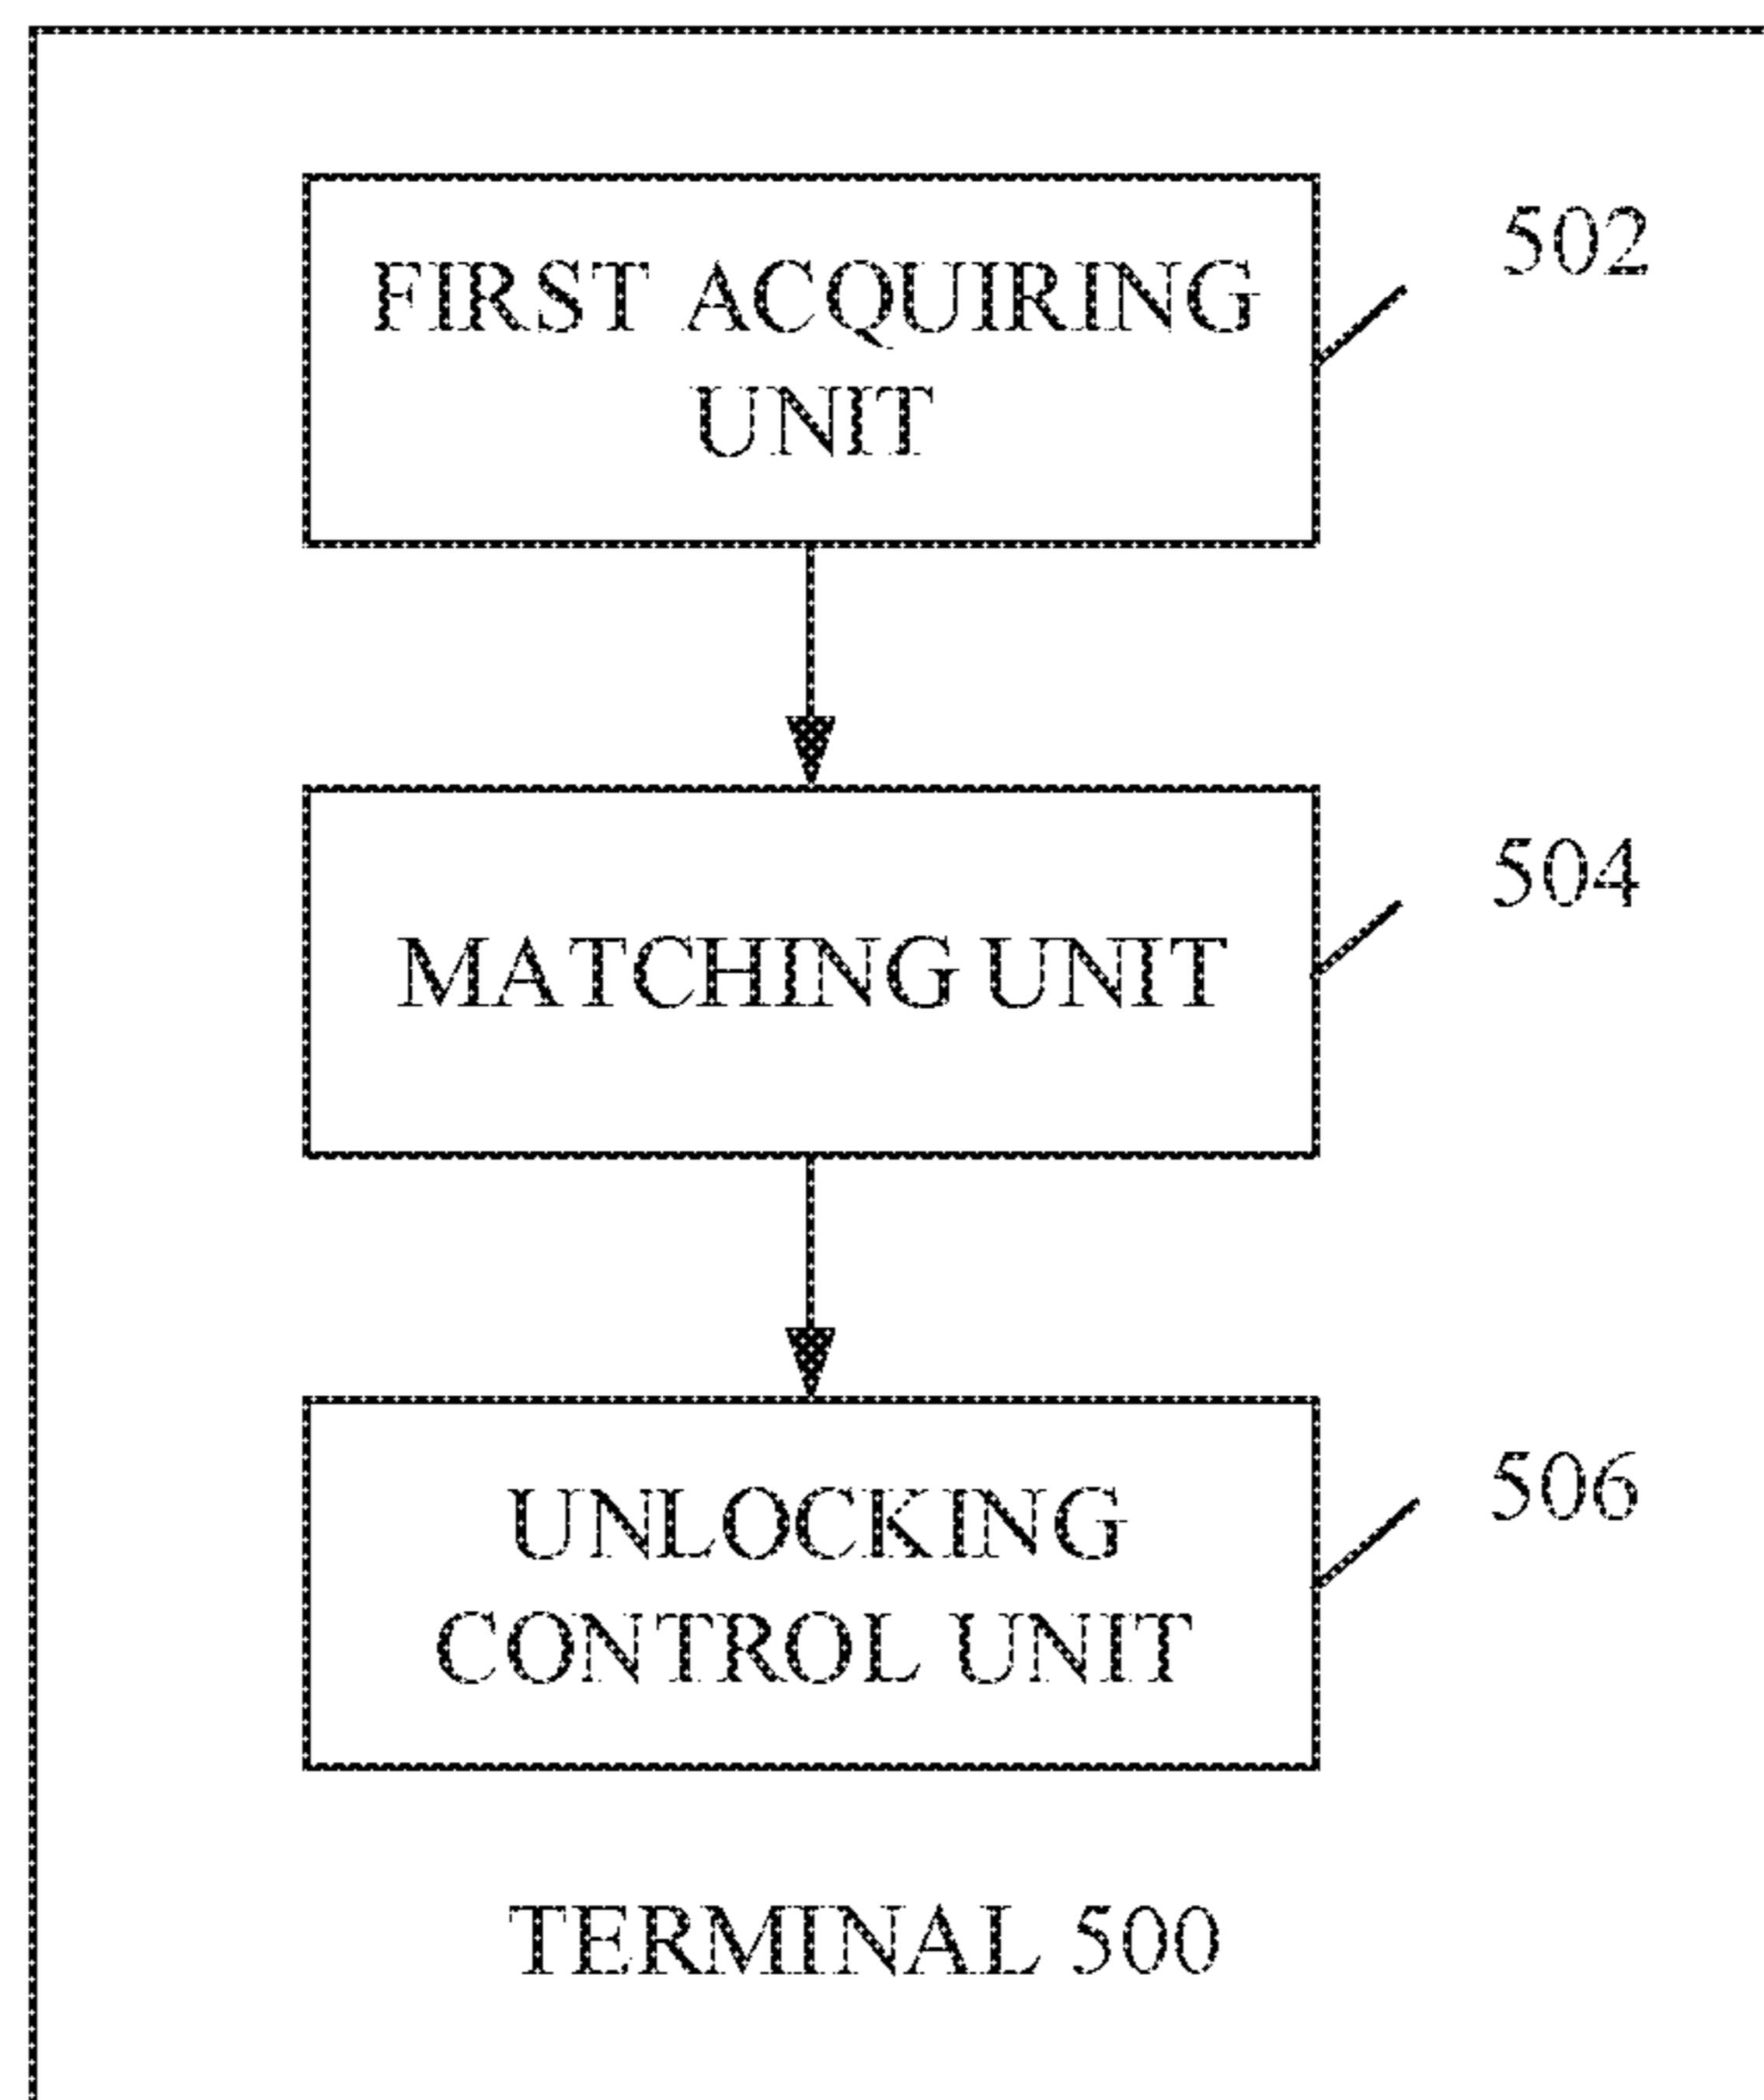 FIRST ACQUIRING
UNIT
502
MATCHING UNIT
504
UNLOCKING
CONTROL UNIT
506
TERMINAL 500